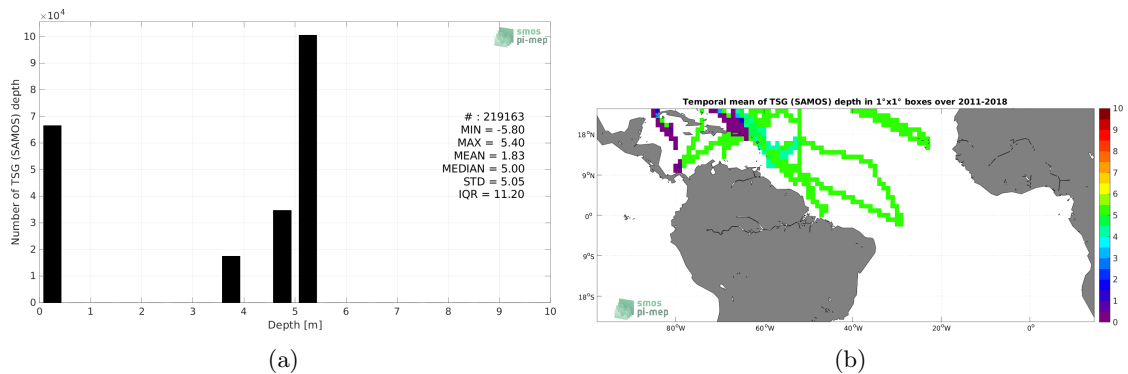 ×10⁴
10
9
8
7
6
5
4
3
2
1
0
Number of TSG (SAMOS) depth
smos
pi-mep
# : 219163
MIN = -5.80
MAX = 5.40
MEAN = 1.83
MEDIAN = 5.00
STD = 5.05
IQR = 11.20
0 1 2 3 4 5 6 7 8 9 10
Depth [m]
(a)
Temporal mean of TSG (SAMOS) depth in 1°x1° boxes over 2011-2018
18°N
9°N
0°
9°S
18°S
smos
pi-mep
80°W 60°W 40°W 20°W 0°
10
9
8
7
6
5
4
3
2
1
0
(b)